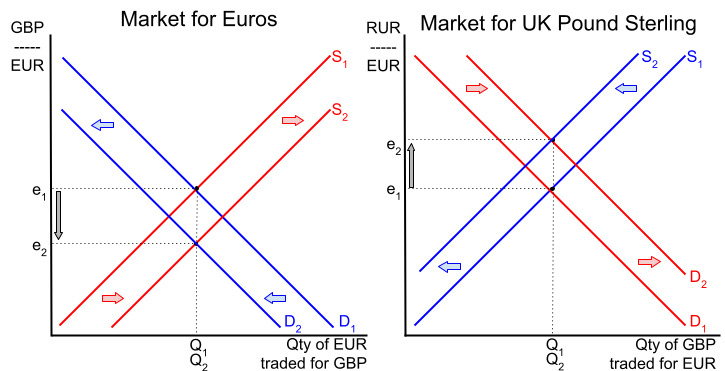 Market for Euros
GBP
-----
EUR
S1
S2
e1
e2
D2
D1
Q1
Q2
Qty of EUR
traded for GBP
Market for UK Pound Sterling
RUR
-----
EUR
S2
S1
e2
e1
D2
D1
Q1
Q2
Qty of GBP
traded for EUR